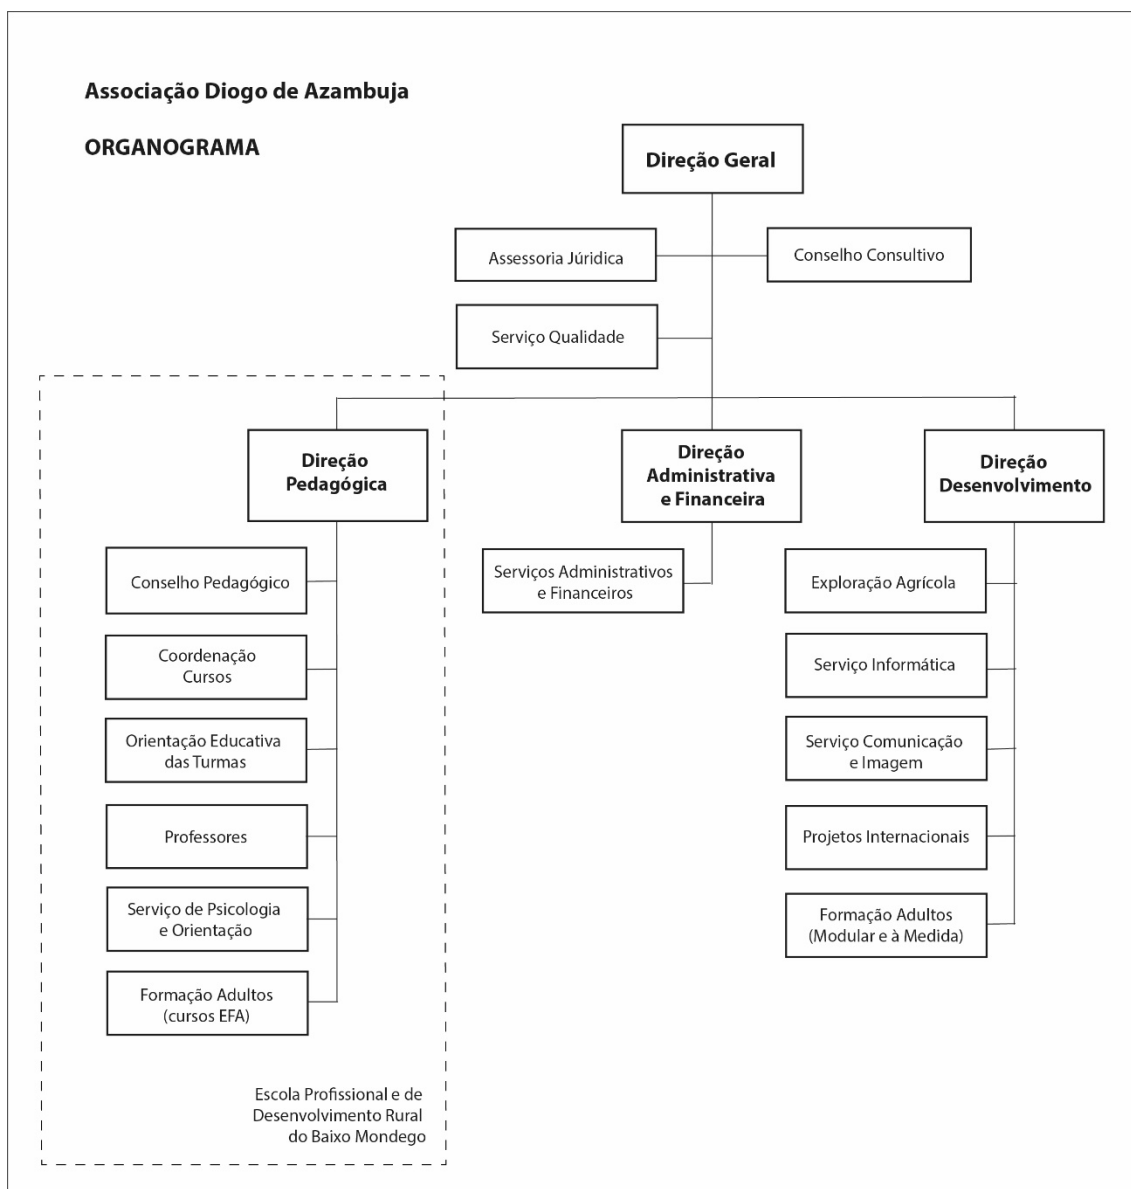 Associação Diogo de Azambuja
ORGANOGRAMA
Direção Geral
Assessoria Júridica
Conselho Consultivo
Serviço Qualidade
Direção
Pedagógica
Direção
Administrativa
e Financeira
Direção
Desenvolvimento
Conselho Pedagógico
Coordenação
Cursos
Orientação Educativa
das Turmas
Professores
Serviço de Psicologia
e Orientação
Formação Adultos
(cursos EFA)
Escola Profissional e de
Desenvolvimento Rural
do Baixo Mondego
Serviços Administrativos
e Financeiros
Exploração Agrícola
Serviço Informática
Serviço Comunicação
e Imagem
Projetos Internacionais
Formação Adultos
(Modular e à Medida)